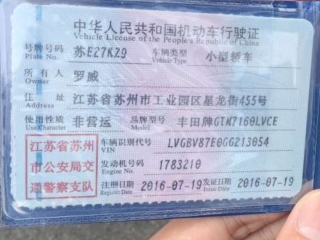 中华人民共和国机动车行驶证
Vehicle License of the People's Republic of China
号牌号码 苏E27K29 车辆类型 小型轿车
Plate No. Vehicle Type
所有人 罗威
Owner
住址 江苏省苏州市工业园区星龙街455号
Address
使用性质 非营运 品牌型号 丰田牌GTM7160LVCE
Use Character Model
江苏省苏州市公安局交通警察支队
车辆识别代号 LVGBV87E0GG213054
VIN
发动机号码 1783210
Engine No.
注册日期 2016-07-19 发证日期 2016-07-19
Register Date Issue Date